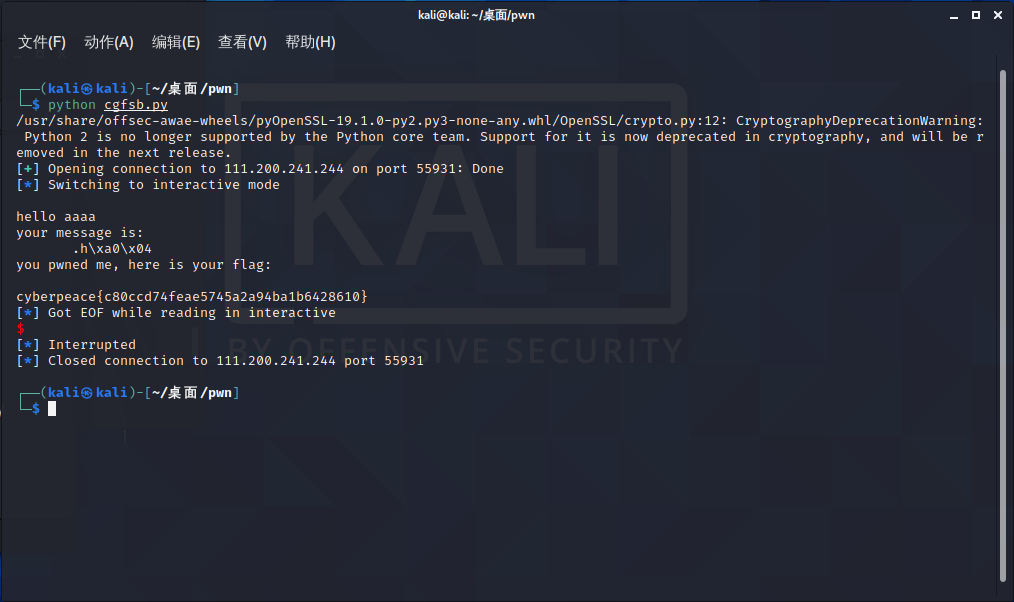 kali@kali: ~/桌面/pwn
文件(F) 动作(A) 编辑(E) 查看(V) 帮助(H)
┌──(kali㉿kali)-[~/桌面/pwn]
└─$ python cgfsb.py
/usr/share/offsec-awae-wheels/pyOpenSSL-19.1.0-py2.py3-none-any.whl/OpenSSL/crypto.py:12: CryptographyDeprecationWarning:
 Python 2 is no longer supported by the Python core team. Support for it is now deprecated in cryptography, and will be r
emoved in the next release.
[+] Opening connection to 111.200.241.244 on port 55931: Done
[*] Switching to interactive mode
hello aaaa
your message is:
.h\xa0\x04
you pwned me, here is your flag:
cyberpeace{c80ccd74feae5745a2a94ba1b6428610}
[*] Got EOF while reading in interactive
$
[*] Interrupted
[*] Closed connection to 111.200.241.244 port 55931
┌──(kali㉿kali)-[~/桌面/pwn]
└─$
KALI
BY OFFENSIVE SECURITY